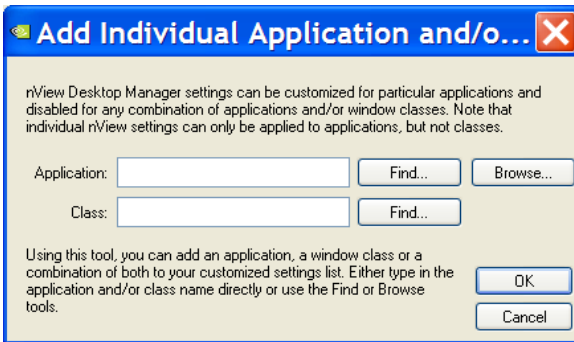 Add Individual Application and/o...
nView Desktop Manager settings can be customized for particular applications and
disabled for any combination of applications and/or window classes. Note that
individual nView settings can only be applied to applications, but not classes.
Application: Find... Browse...
Class: Find...
Using this tool, you can add an application, a window class or a
combination of both to your customized settings list. Either type in the
application and/or class name directly or use the Find or Browse
tools.
OK
Cancel